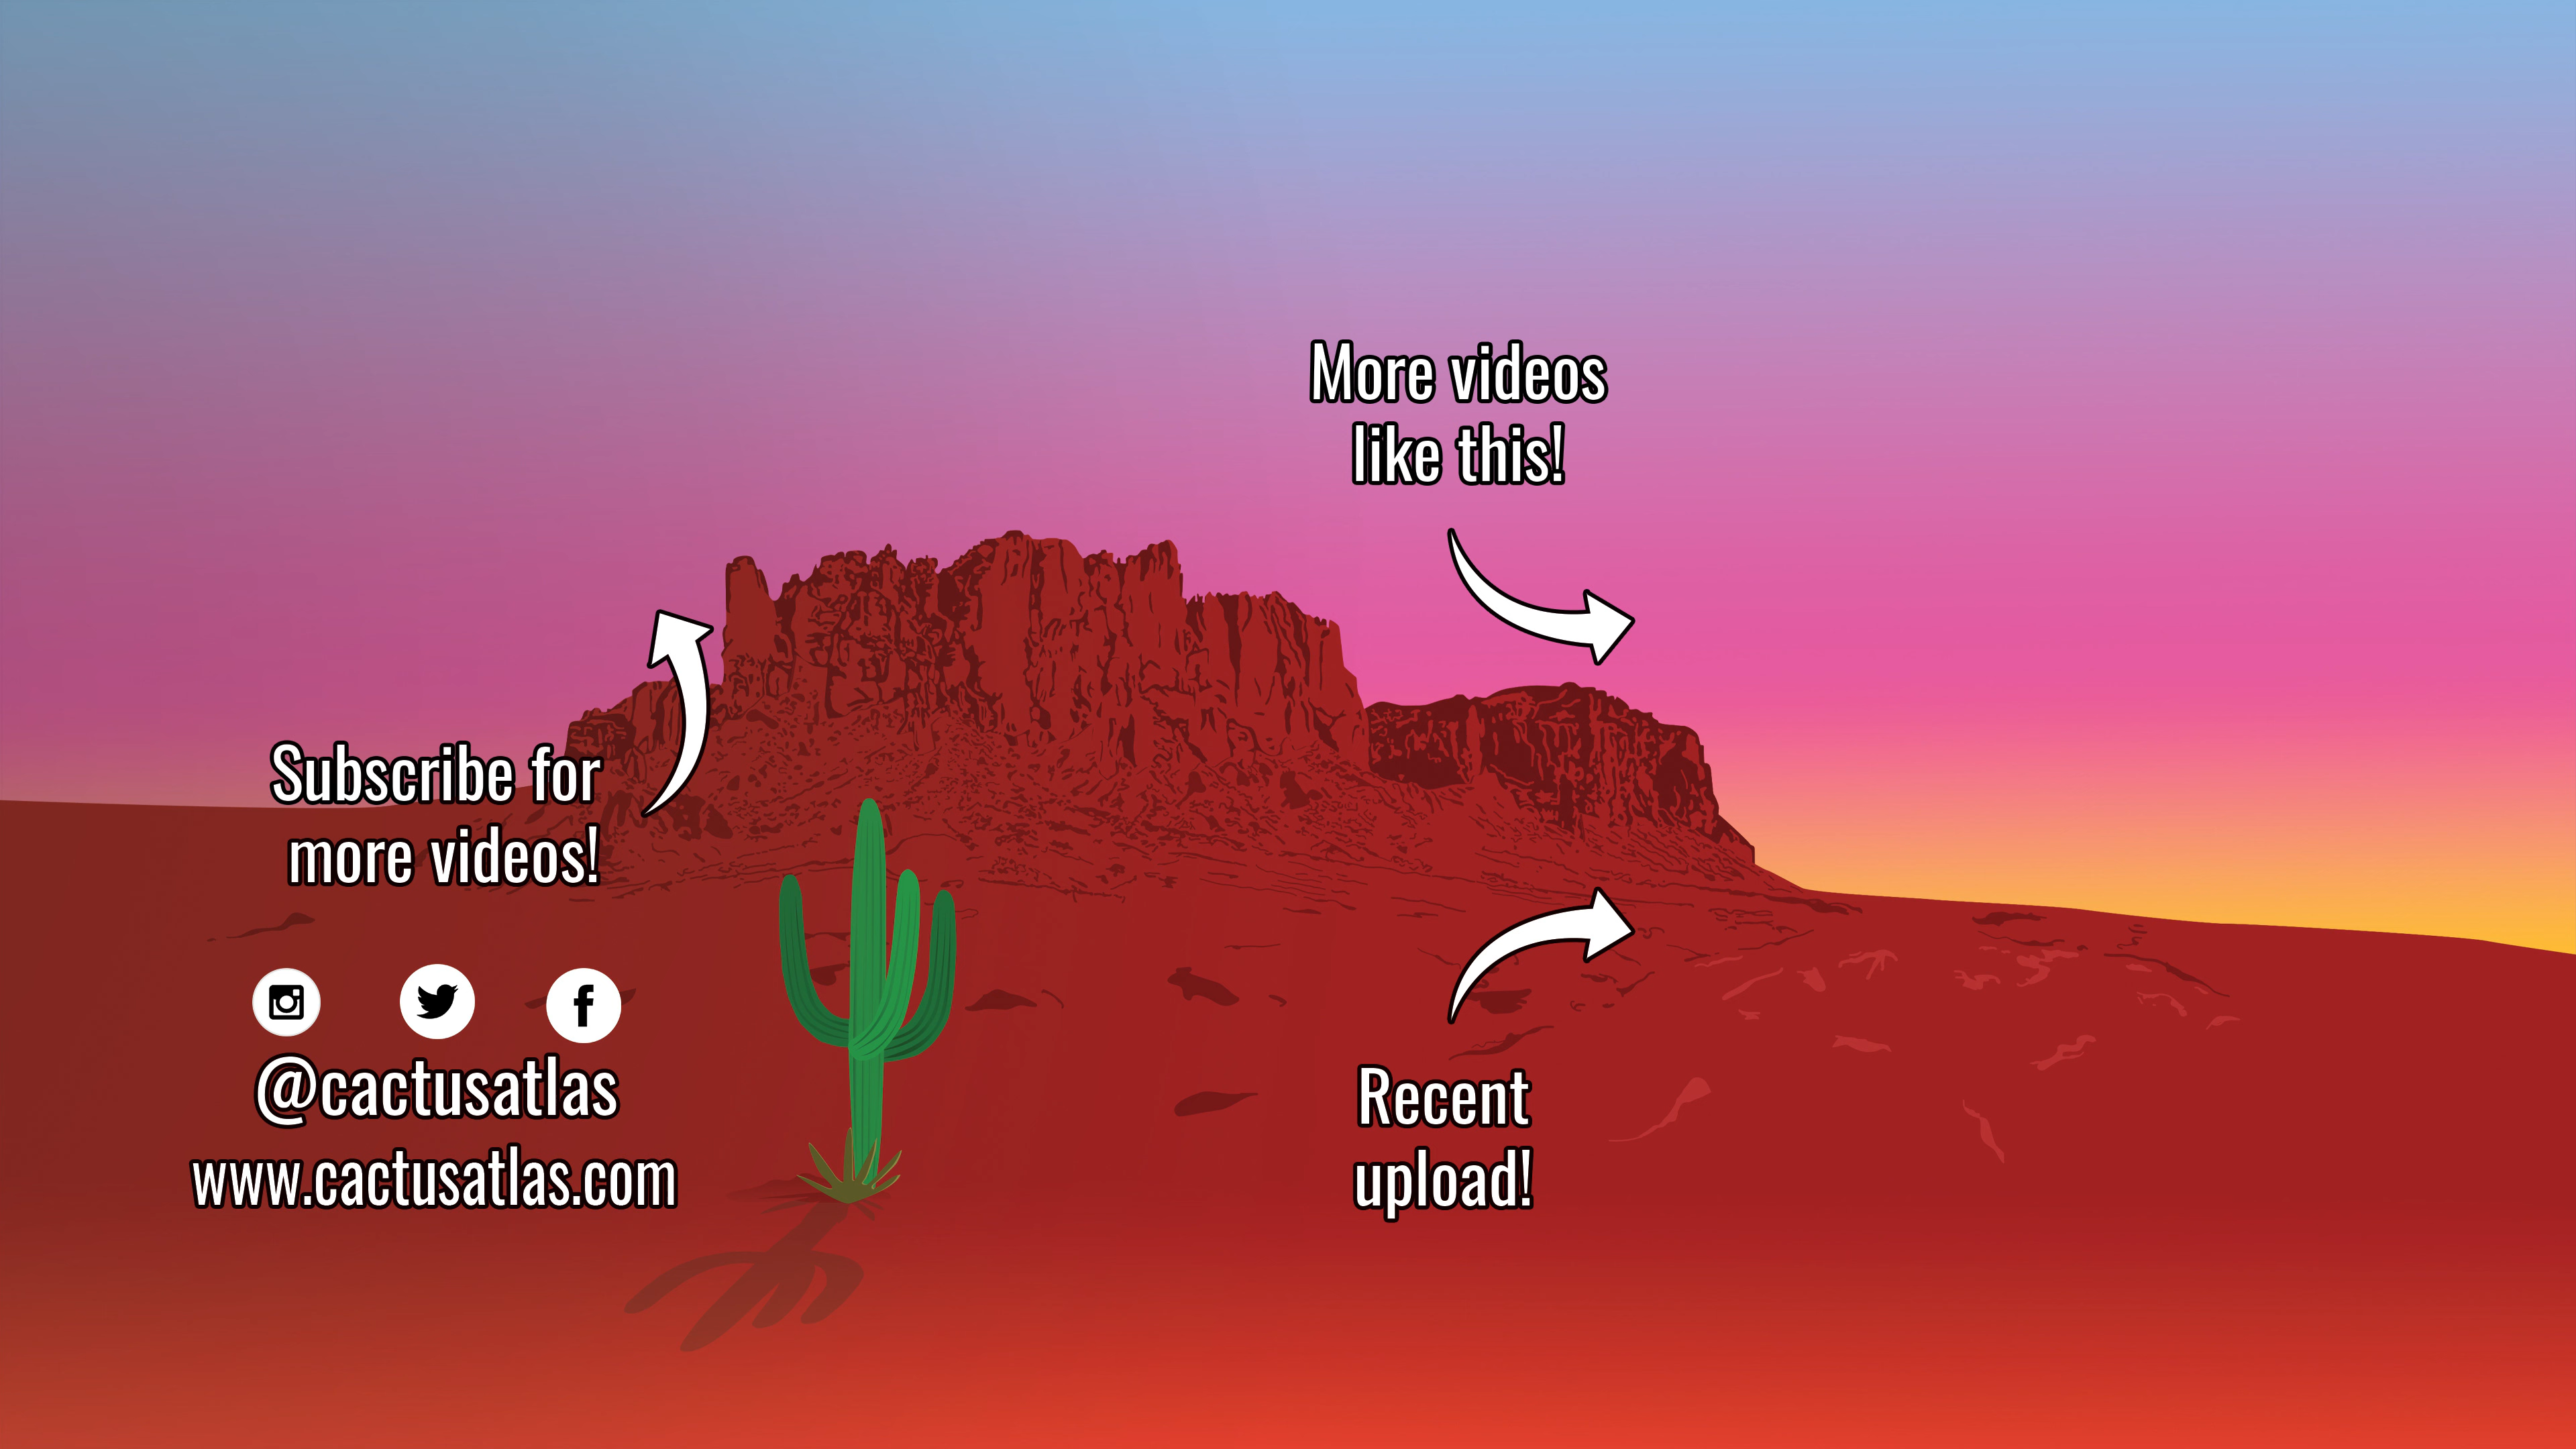 More videos
like this!
Subscribe for
more videos!
@cactusatlas
www.cactusatlas.com
Recent
upload!